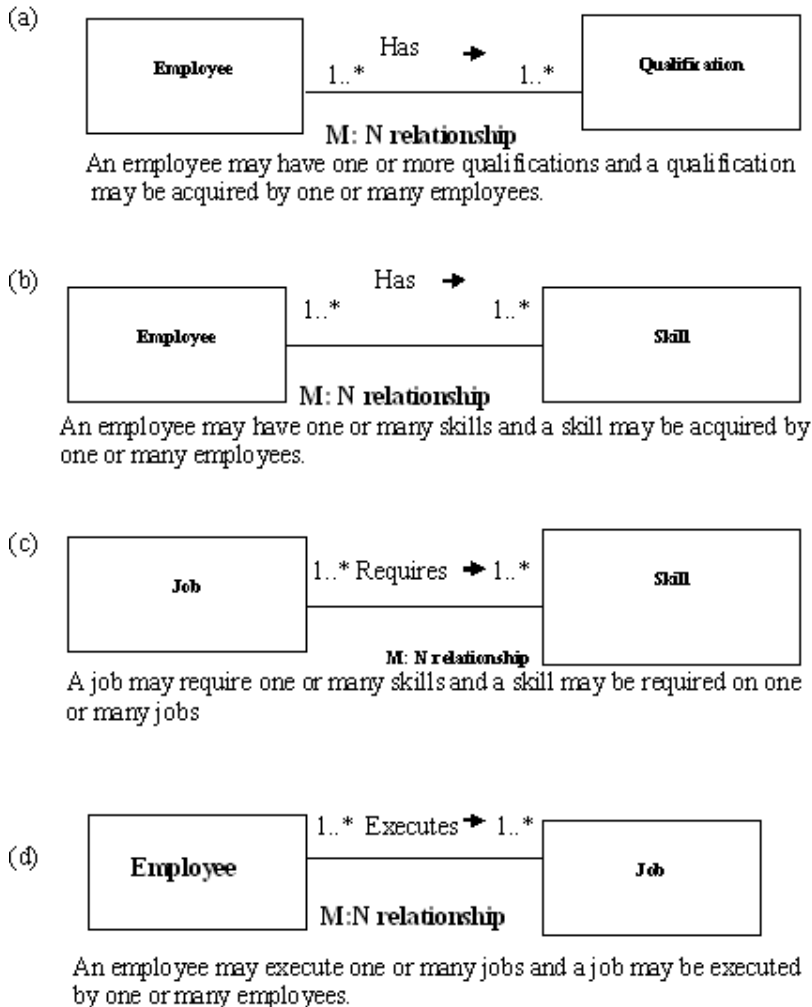 (a)
Has →
Employee
1..* 1..*
Qualification
M: N relationship
An employee may have one or more qualifications and a qualification
may be acquired by one or many employees.
(b)
Has →
1..* 1..*
Employee
Skill
M: N relationship
An employee may have one or many skills and a skill may be acquired by
one or many employees.
(c)
1..* Requires → 1..*
Job
Skill
M: N relationship
A job may require one or many skills and a skill may be required on one
or many jobs
(d)
1..* Executes → 1..*
Employee
Job
M:N relationship
An employee may execute one or many jobs and a job may be executed
by one or many employees.